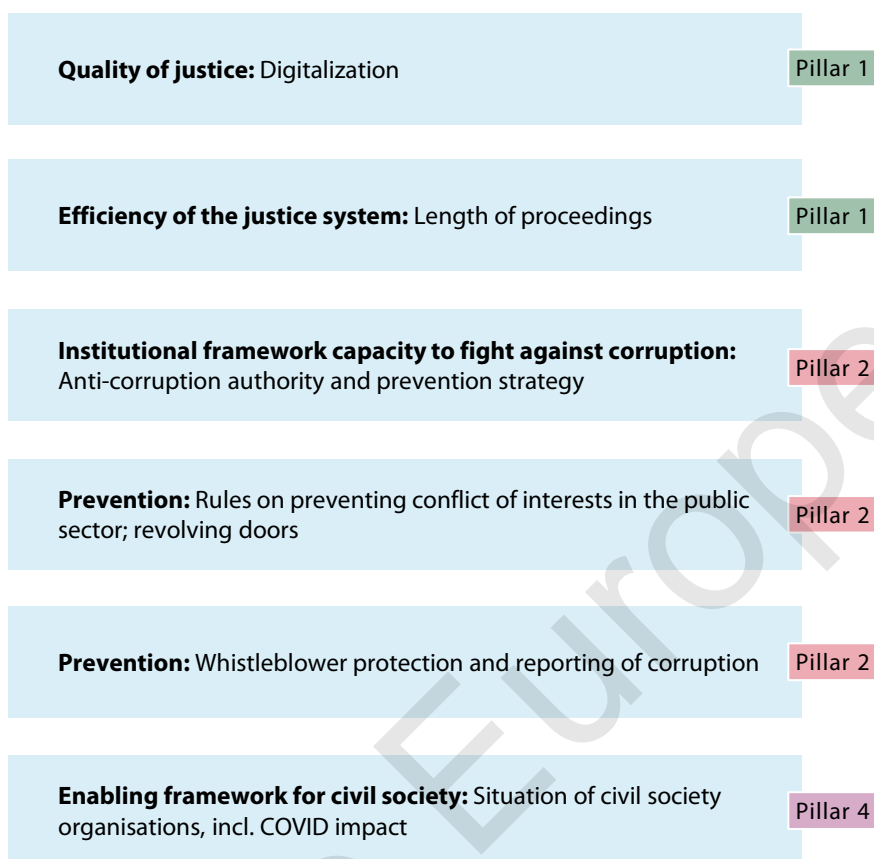 Quality of justice: Digitalization
Pillar 1
Efficiency of the justice system: Length of proceedings
Pillar 1
Institutional framework capacity to fight against corruption:
Anti-corruption authority and prevention strategy
Pillar 2
Prevention: Rules on preventing conflict of interests in the public
sector; revolving doors
Pillar 2
Prevention: Whistleblower protection and reporting of corruption
Pillar 2
Enabling framework for civil society: Situation of civil society
organisations, incl. COVID impact
Pillar 4